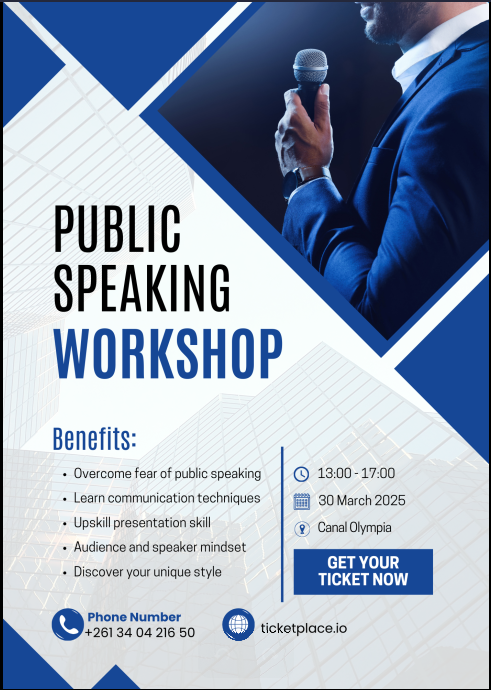 PUBLIC
SPEAKING
WORKSHOP
Benefits:
• Overcome fear of public speaking
• Learn communication techniques
• Upskill presentation skill
• Audience and speaker mindset
• Discover your unique style
13:00 - 17:00
30 March 2025
Canal Olympia
GET YOUR
TICKET NOW
Phone Number
+261 34 04 216 50
ticketplace.io